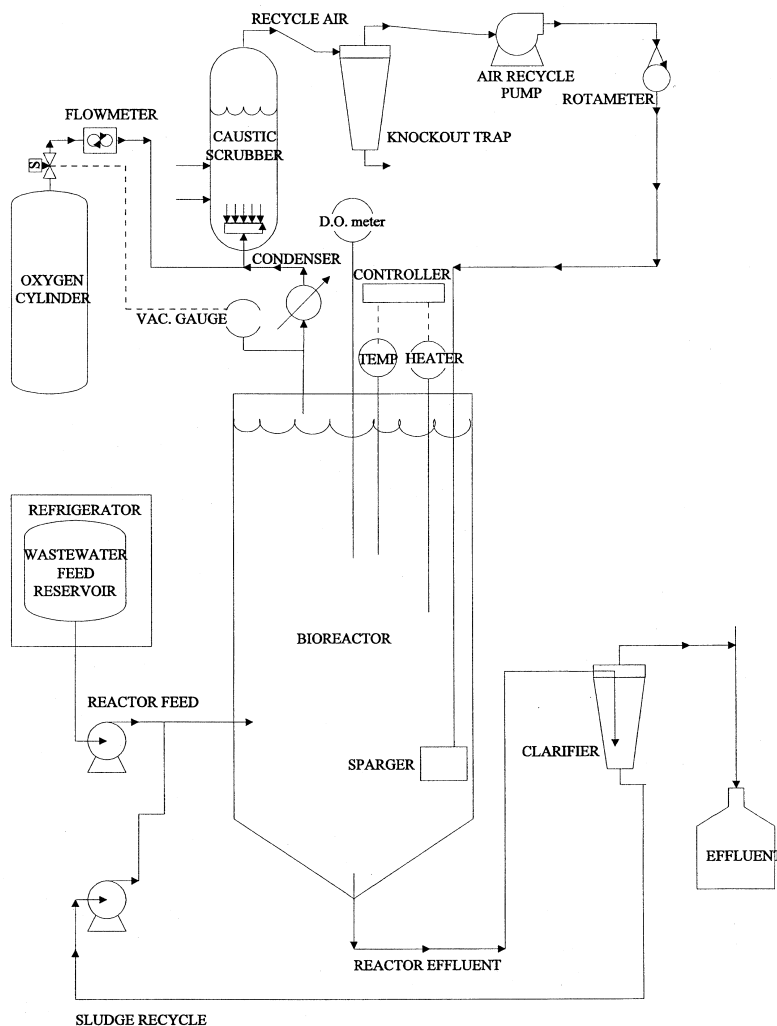 RECYCLE AIR
AIR RECYCLE
PUMP
ROTAMETER
FLOWMETER
CAUSTIC
SCRUBBER
KNOCKOUT TRAP
S
D.O. meter
CONDENSER
CONTROLLER
OXYGEN
CYLINDER
VAC. GAUGE
TEMP
HEATER
REFRIGERATOR
WASTEWATER
FEED
RESERVOIR
BIOREACTOR
REACTOR FEED
CLARIFIER
SPARGER
EFFLUENT
REACTOR EFFLUENT
SLUDGE RECYCLE